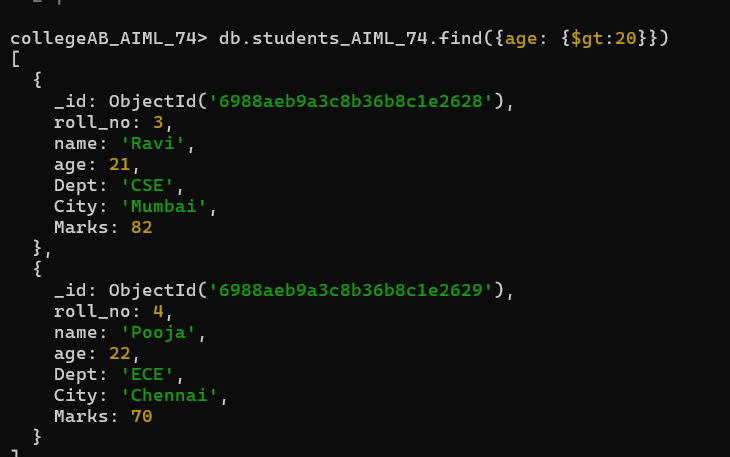 collegeAB_AIML_74> db.students_AIML_74.find({age: {$gt:20}})
[
  {
    _id: ObjectId('6988aeb9a3c8b36b8c1e2628'),
    roll_no: 3,
    name: 'Ravi',
    age: 21,
    Dept: 'CSE',
    City: 'Mumbai',
    Marks: 82
  },
  {
    _id: ObjectId('6988aeb9a3c8b36b8c1e2629'),
    roll_no: 4,
    name: 'Pooja',
    age: 22,
    Dept: 'ECE',
    City: 'Chennai',
    Marks: 70
  }
]